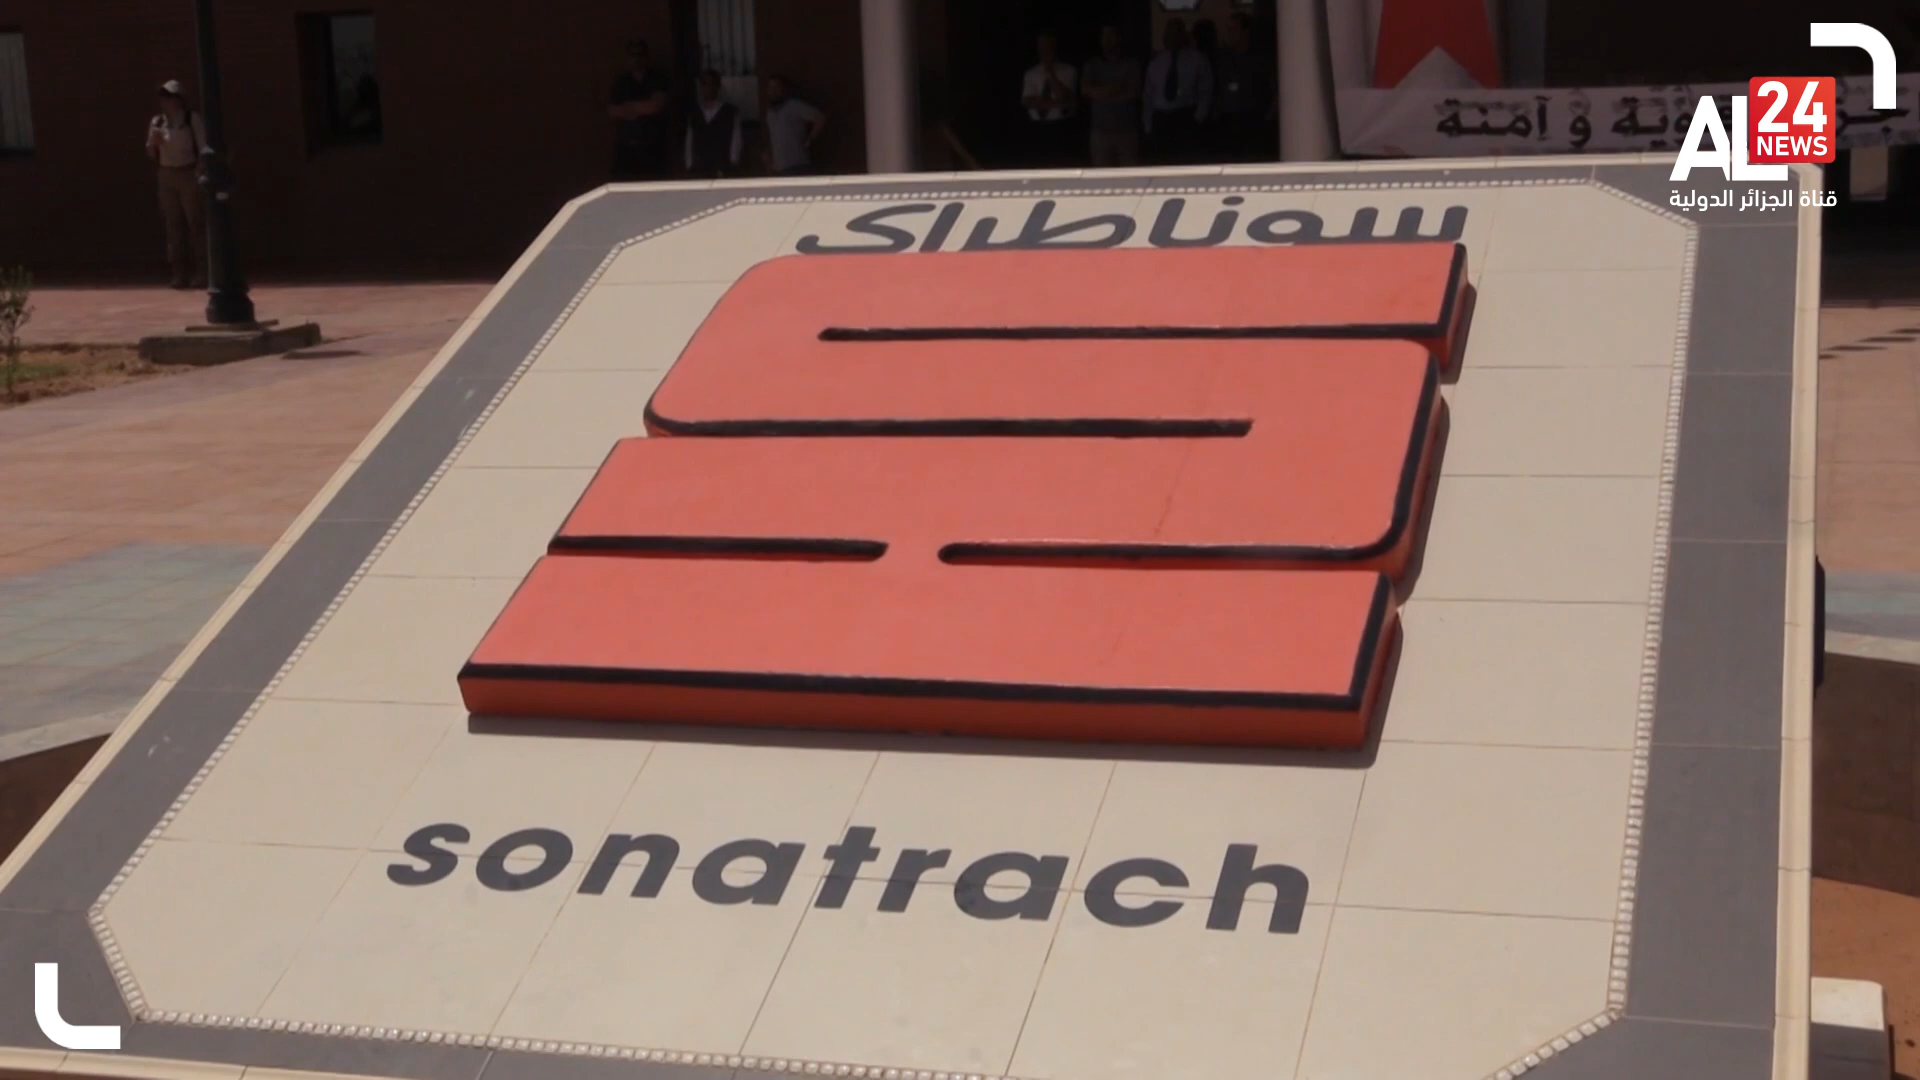 AL
24
NEWS
قناة الجزائر الدولية
و آمنة
سوناطراك
sonatrach